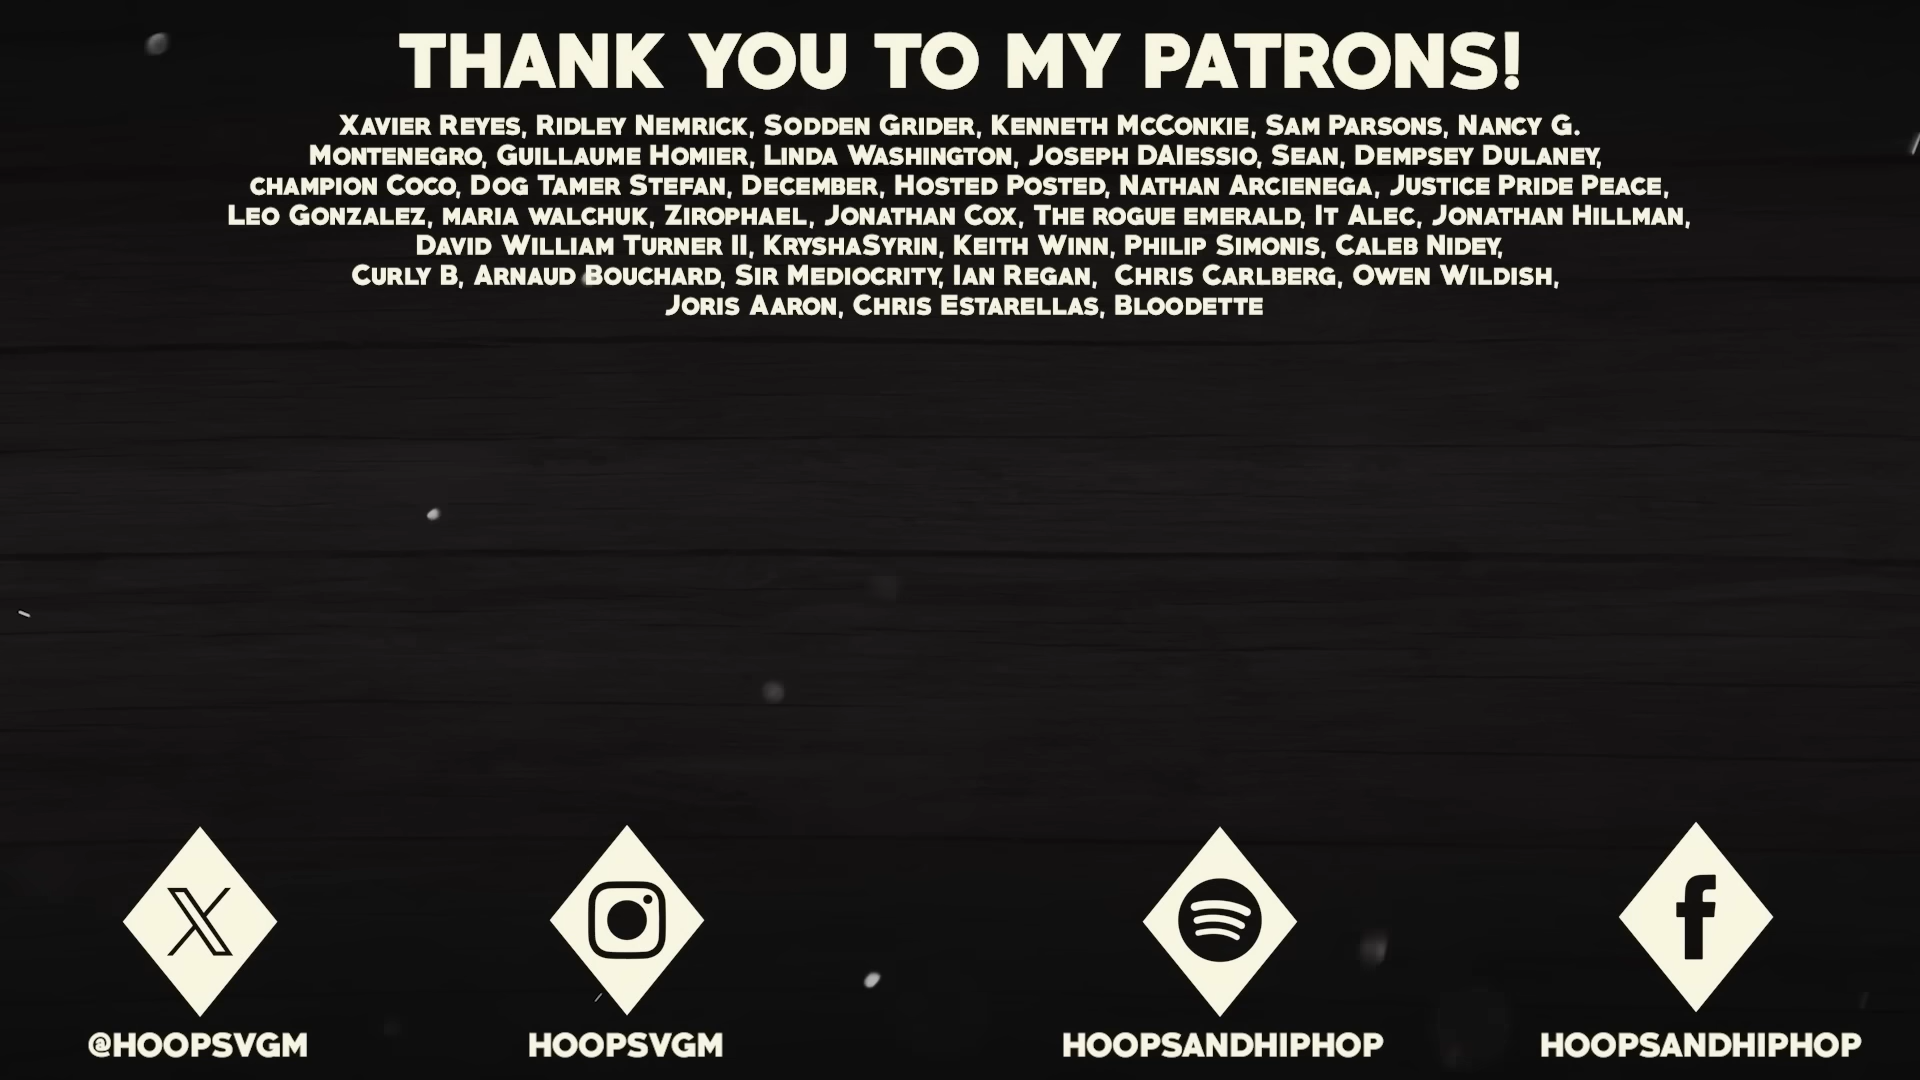 THANK YOU TO MY PATRONS!
Xavier Reyes, Ridley Nemrick, Sodden Grider, Kenneth McConkie, Sam Parsons, Nancy G.
Montenegro, Guillaume Homier, Linda Washington, Joseph DAlessio, Sean, Dempsey Dulaney,
champion Coco, Dog Tamer Stefan, December, Hosted Posted, Nathan Arcienega, Justice Pride Peace,
Leo Gonzalez, maria walchuk, Zirophael, Jonathan Cox, The rogue emerald, It Alec, Jonathan Hillman,
David William Turner II, KryshaSyrin, Keith Winn, Philip Simonis, Caleb Nidey,
Curly B, Arnaud Bouchard, Sir Mediocrity, Ian Regan, Chris Carlberg, Owen Wildish,
Joris Aaron, Chris Estarellas, Bloodette
@HOOPSVGM
HOOPSVGM
HOOPSANDHIPHOP
HOOPSANDHIPHOP